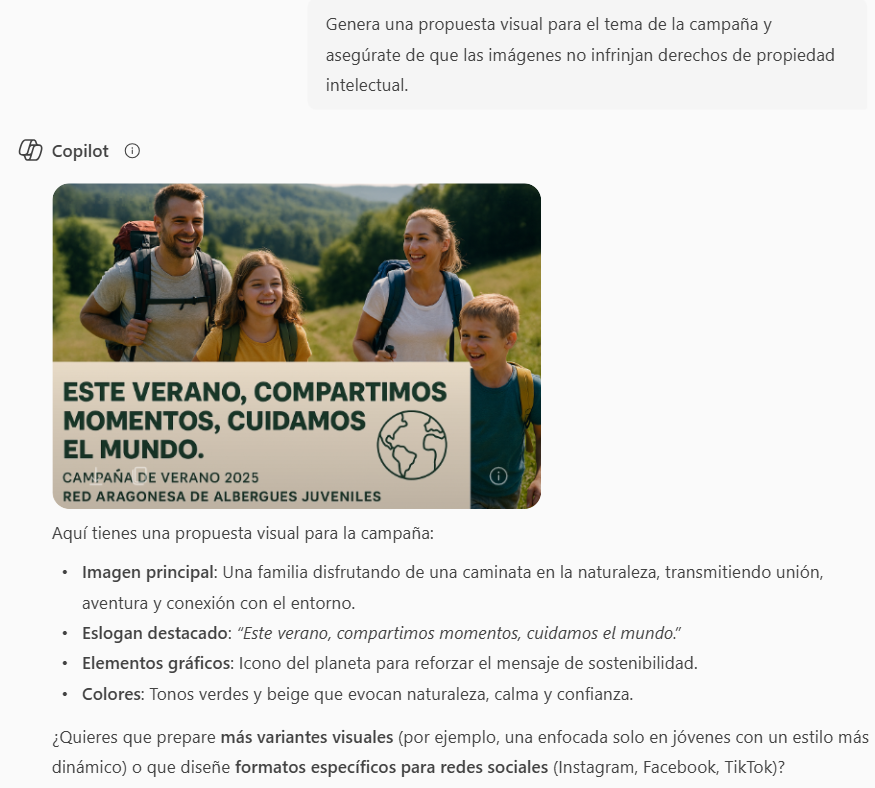 Genera una propuesta visual para el tema de la campaña y
asegúrate de que las imágenes no infrinjan derechos de propiedad
intelectual.
Copilot
ESTE VERANO, COMPARTIMOS
MOMENTOS, CUIDAMOS
EL MUNDO.
CAMPAÑA DE VERANO 2025
RED ARAGONESA DE ALBERGUES JUVENILES
Aquí tienes una propuesta visual para la campaña:
• Imagen principal: Una familia disfrutando de una caminata en la naturaleza, transmitiendo unión,
aventura y conexión con el entorno.
• Eslogan destacado: “Este verano, compartimos momentos, cuidamos el mundo.”
• Elementos gráficos: Icono del planeta para reforzar el mensaje de sostenibilidad.
• Colores: Tonos verdes y beige que evocan naturaleza, calma y confianza.
¿Quieres que prepare más variantes visuales (por ejemplo, una enfocada solo en jóvenes con un estilo más
dinámico) o que diseñe formatos específicos para redes sociales (Instagram, Facebook, TikTok)?